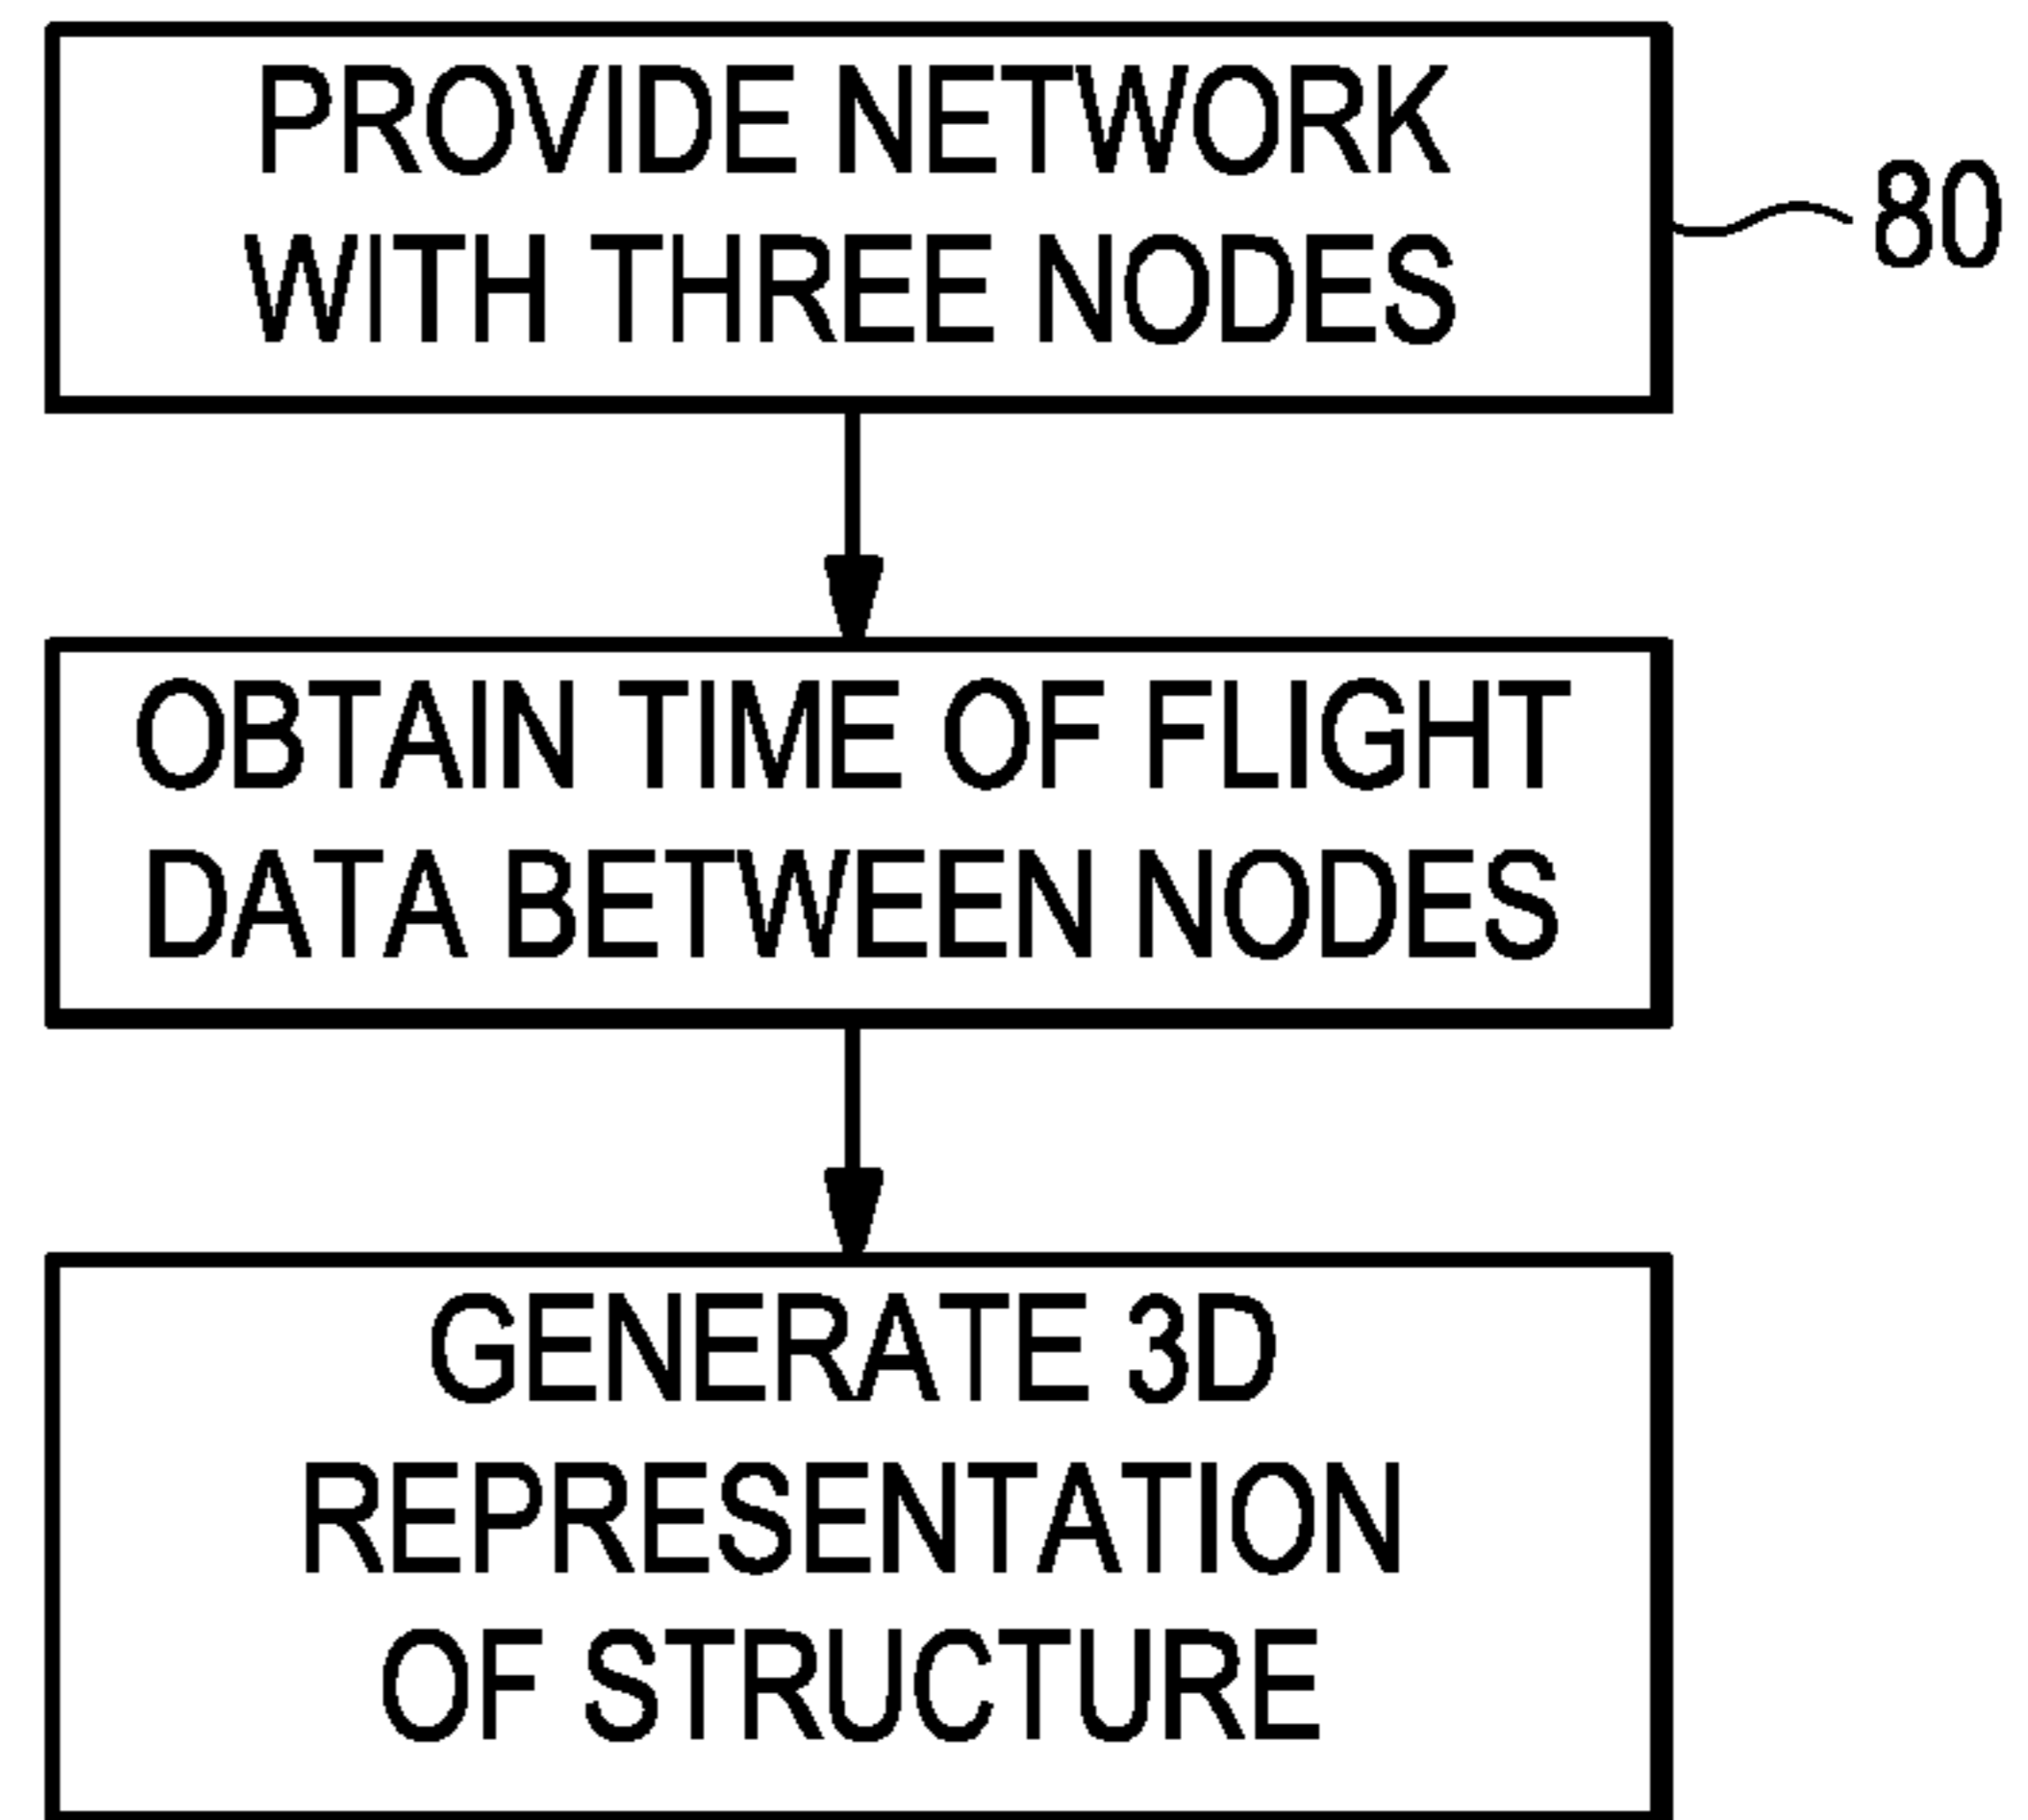 PROVIDE NETWORK
WITH THREE NODES
80
OBTAIN TIME OF FLIGHT
DATA BETWEEN NODES
GENERATE 3D
REPRESENTATION
OF STRUCTURE